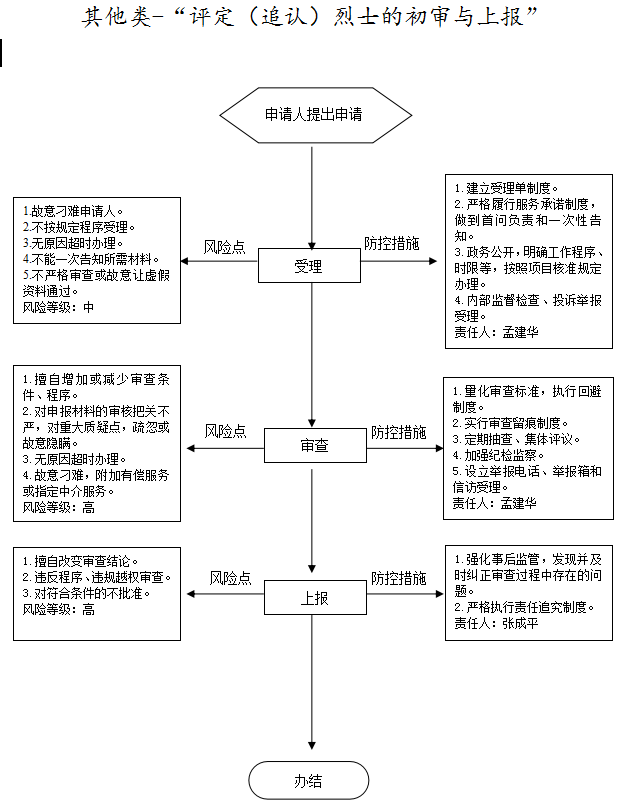 其他类-“评定（追认）烈士的初审与上报”
申请人提出申请
1.故意刁难申请人。
2.不按规定程序受理。
3.无原因超时办理。
4.不能一次告知所需材料。
5.不严格审查或故意让虚假
资料通过。
风险等级：中
风险点
受理
防控措施
1. 建立受理单制度。
2. 严格履行服务承诺制度，
做到首问负责和一次性告
知。
3. 政务公开，明确工作程序、
时限等，按照项目核准规定
办理。
4. 内部监督检查、投诉举报
受理。
责任人：孟建华
1. 擅自增加或减少审查条
件、程序。
2. 对申报材料的审核把关不
严，对重大质疑点，疏忽或
故意隐瞒。
3. 无原因超时办理。
4. 故意刁难，附加有偿服务
或指定中介服务。
风险等级：高
风险点
审查
防控措施
1. 量化审查标准，执行回避
制度。
2. 实行审查留痕制度。
3. 定期抽查、集体评议。
4. 加强纪检监察。
5. 设立举报电话、举报箱和
信访受理。
责任人：孟建华
1. 擅自改变审查结论。
2. 违反程序、违规越权审查。
3. 对符合条件的不批准。
风险等级：高
风险点
上报
防控措施
1. 强化事后监管，发现并及
时纠正审查过程中存在的问
题。
2. 严格执行责任追究制度。
责任人：张成平
办结